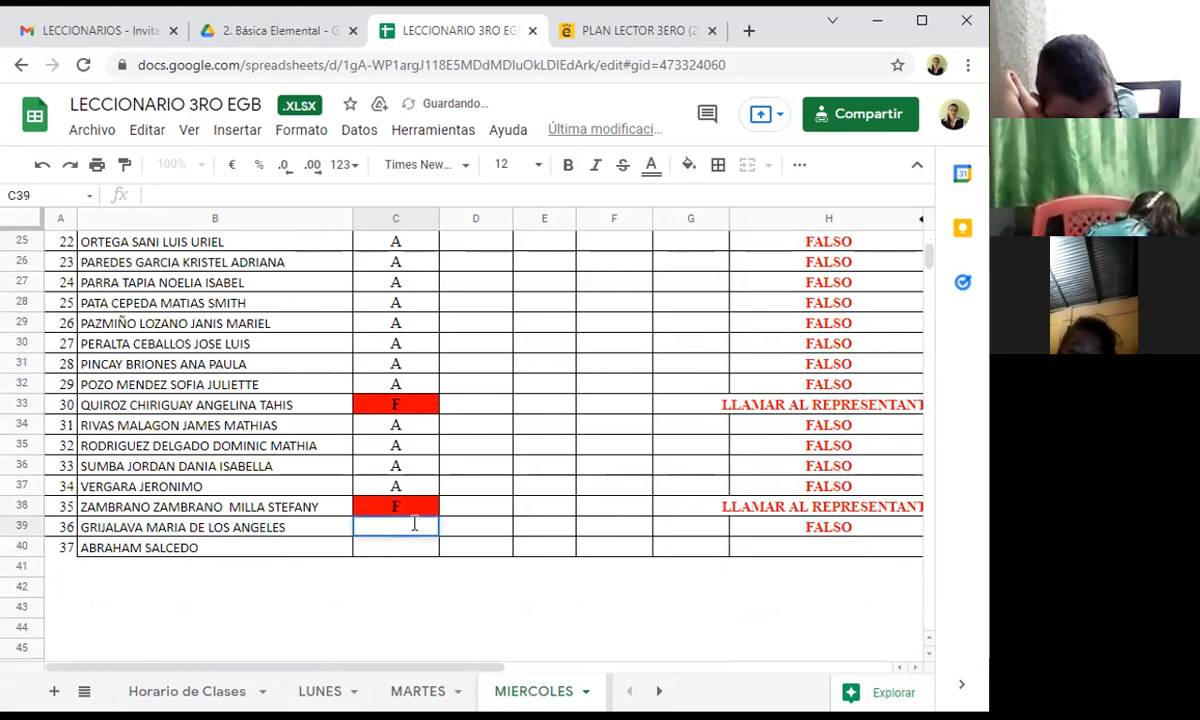 LECCIONARIOS - Invita
2. Básica Elemental - G
LECCIONARIO 3RO EG
PLAN LECTOR 3ERO (2
docs.google.com/spreadsheets/d/1gA-WP1argJ118E5MDdMDIuOkLDIEdArk/edit#gid=473324060
LECCIONARIO 3RO EGB .XLSX Guardando…
Archivo Editar Ver Insertar Formato Datos Herramientas Ayuda Última modificaci…
Compartir
100% € % .0 .00 123 Times New... 12 B I S A
C39 fx
A B C D E F G H
25 22 ORTEGA SANI LUIS URIEL A FALSO
26 23 PAREDES GARCIA KRISTEL ADRIANA A FALSO
27 24 PARRA TAPIA NOELIA ISABEL A FALSO
28 25 PATA CEPEDA MATIAS SMITH A FALSO
29 26 PAZMIÑO LOZANO JANIS MARIEL A FALSO
30 27 PERALTA CEBALLOS JOSE LUIS A FALSO
31 28 PINCAY BRIONES ANA PAULA A FALSO
32 29 POZO MENDEZ SOFIA JULIETTE A FALSO
33 30 QUIROZ CHIRIGUAY ANGELINA TAHIS F LLAMAR AL REPRESENTANT
34 31 RIVAS MALAGON JAMES MATHIAS A FALSO
35 32 RODRIGUEZ DELGADO DOMINIC MATHIA A FALSO
36 33 SUMBA JORDAN DANIA ISABELLA A FALSO
37 34 VERGARA JERONIMO A FALSO
38 35 ZAMBRANO ZAMBRANO MILLA STEFANY F LLAMAR AL REPRESENTANT
39 36 GRIJALAVA MARIA DE LOS ANGELES FALSO
40 37 ABRAHAM SALCEDO
41
42
43
44
45
+ Horario de Clases LUNES MARTES MIERCOLES Explorar